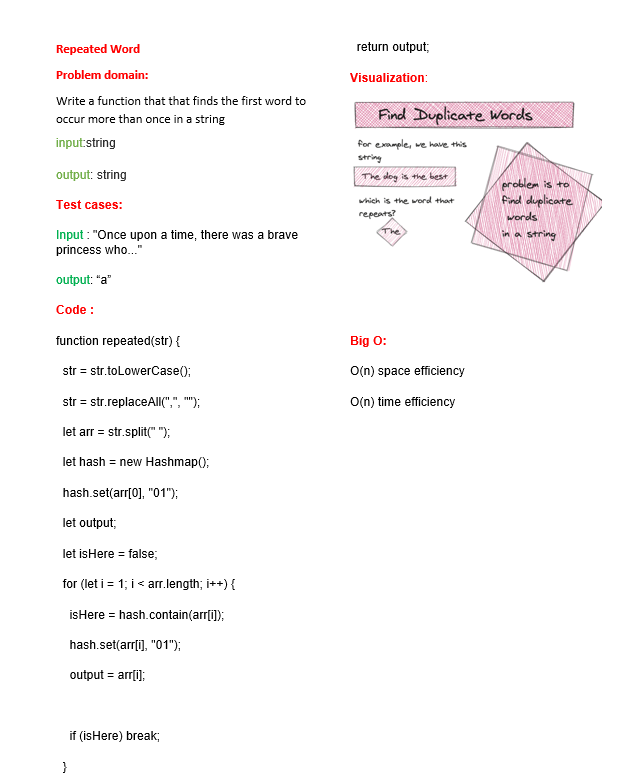 Repeated Word
Problem domain:
Write a function that that finds the first word to
occur more than once in a string
input:string
output: string
Test cases:
Input : "Once upon a time, there was a brave
princess who..."
output: “a”
Code :
function repeated(str) {
str = str.toLowerCase();
str = str.replaceAll(",", "");
let arr = str.split(" ");
let hash = new Hashmap();
hash.set(arr[0], "01");
let output;
let isHere = false;
for (let i = 1; i < arr.length; i++) {
isHere = hash.contain(arr[i]);
hash.set(arr[i], "01");
output = arr[i];
if (isHere) break;
}
return output;
Visualization:
Find Duplicate Words
for example, we have this
string
The dog is the best
which is the word that
repeats?
The
problem is to
find duplicate
words
in a string
Big O:
O(n) space efficiency
O(n) time efficiency